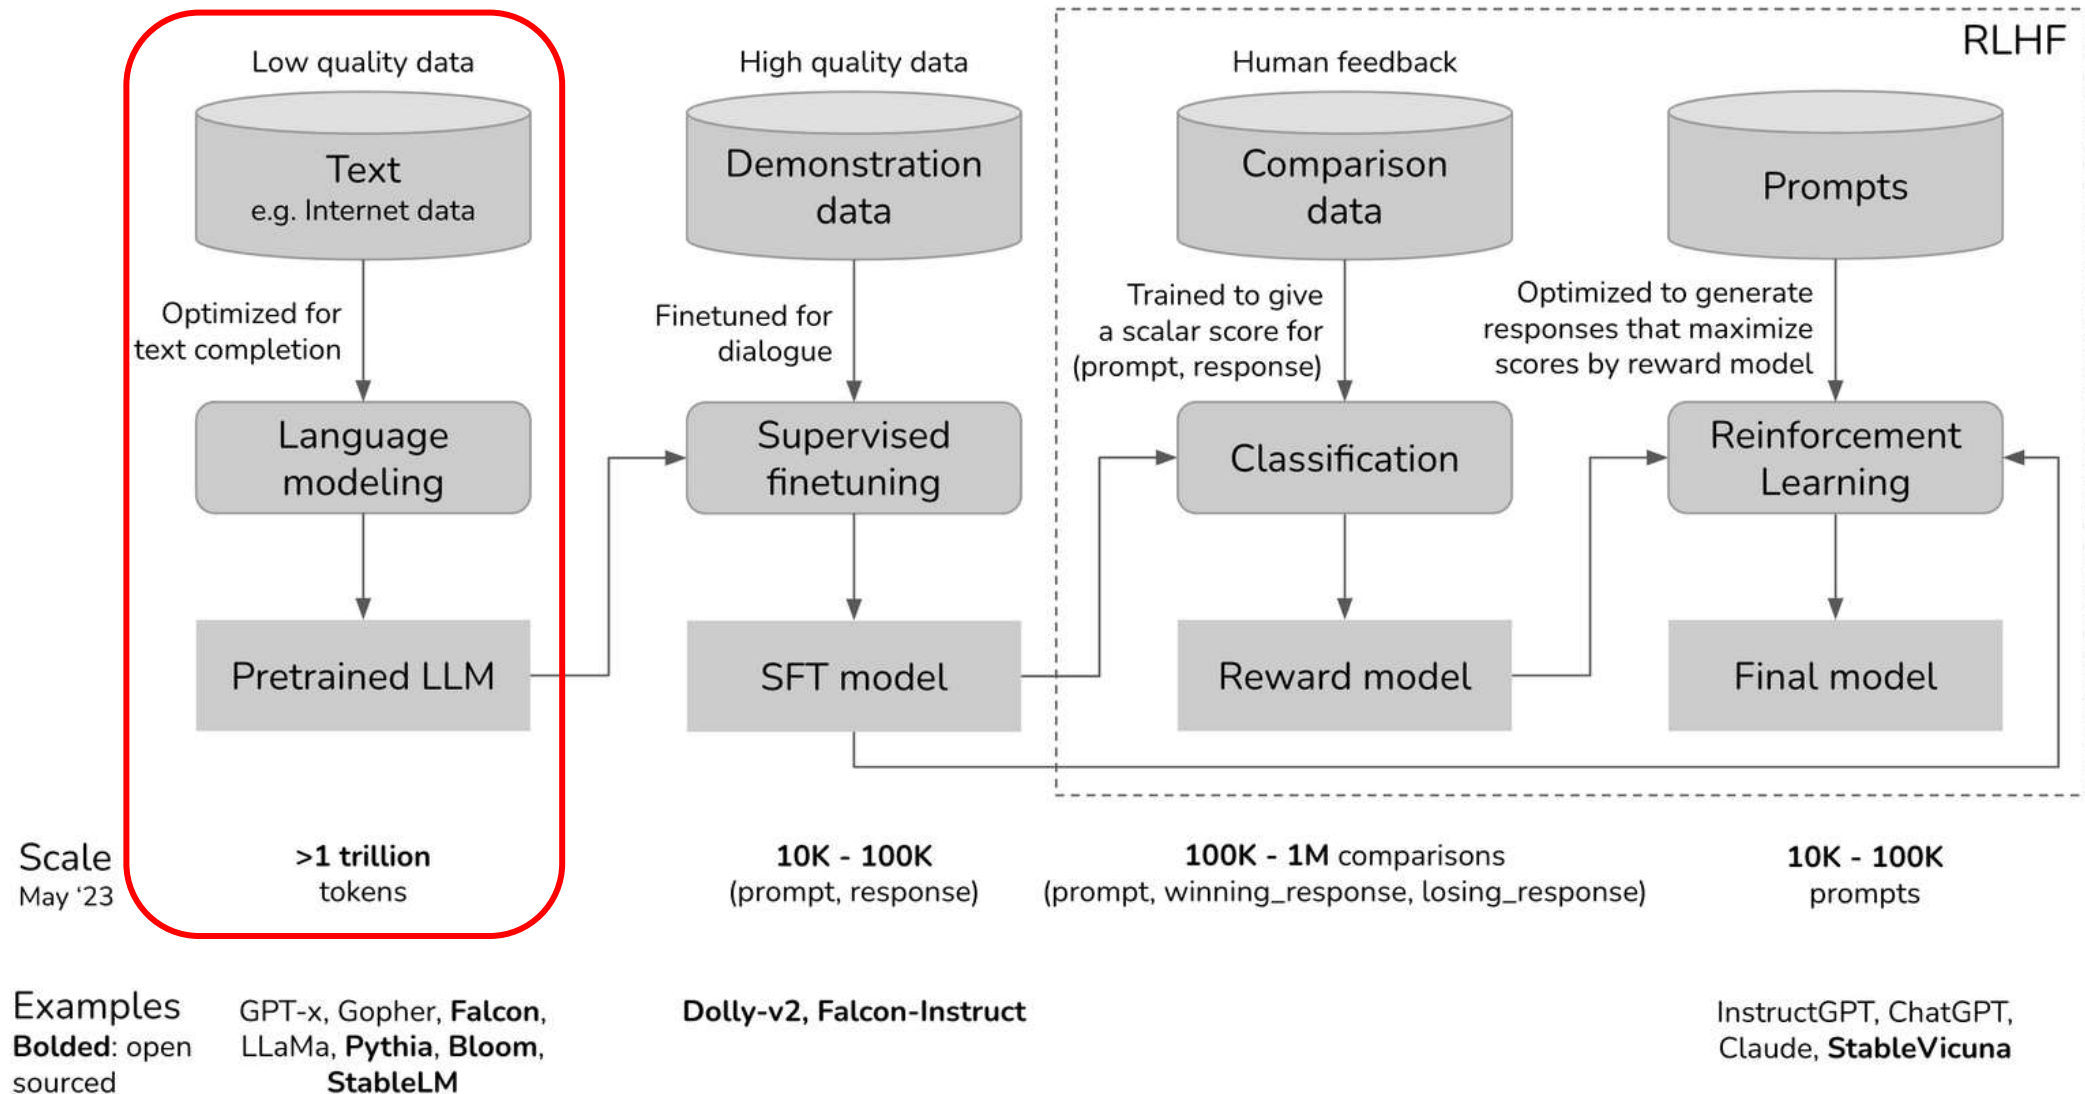 RLHF
Low quality data
High quality data
Human feedback
Text
e.g. Internet data
Demonstration
data
Comparison
data
Prompts
Optimized for
text completion
Finetuned for
dialogue
Trained to give
a scalar score for
(prompt, response)
Optimized to generate
responses that maximize
scores by reward model
Language
modeling
Supervised
finetuning
Classification
Reinforcement
Learning
Pretrained LLM
SFT model
Reward model
Final model
Scale
May ‘23
>1 trillion
tokens
10K - 100K
(prompt, response)
100K - 1M comparisons
(prompt, winning_response, losing_response)
10K - 100K
prompts
Examples
Bolded: open
sourced
GPT-x, Gopher, Falcon,
LLaMa, Pythia, Bloom,
StableLM
Dolly-v2, Falcon-Instruct
InstructGPT, ChatGPT,
Claude, StableVicuna